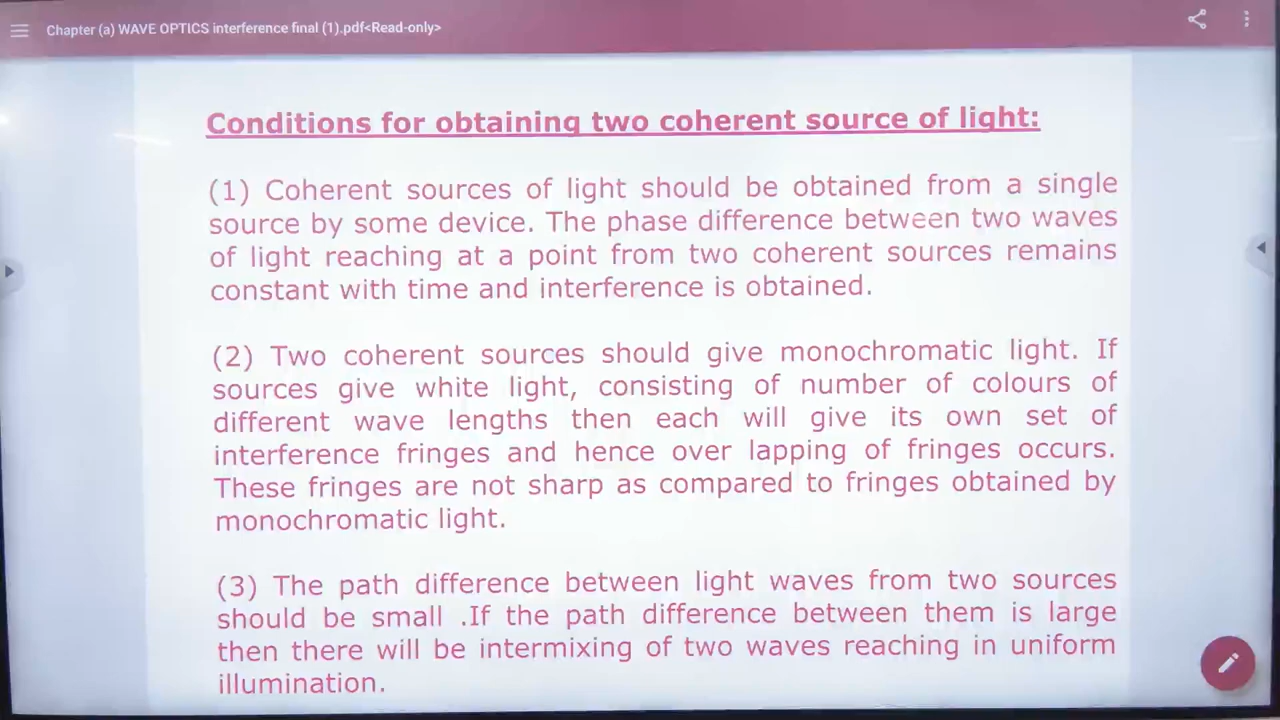 Chapter (a) WAVE OPTICS interference final (1).pdf<Read-only>
Conditions for obtaining two coherent source of light:
(1) Coherent sources of light should be obtained from a single
source by some device. The phase difference between two waves
of light reaching at a point from two coherent sources remains
constant with time and interference is obtained.
(2) Two coherent sources should give monochromatic light. If
sources give white light, consisting of number of colours of
different wave lengths then each will give its own set of
interference fringes and hence over lapping of fringes occurs.
These fringes are not sharp as compared to fringes obtained by
monochromatic light.
(3) The path difference between light waves from two sources
should be small .If the path difference between them is large
then there will be intermixing of two waves reaching in uniform
illumination.